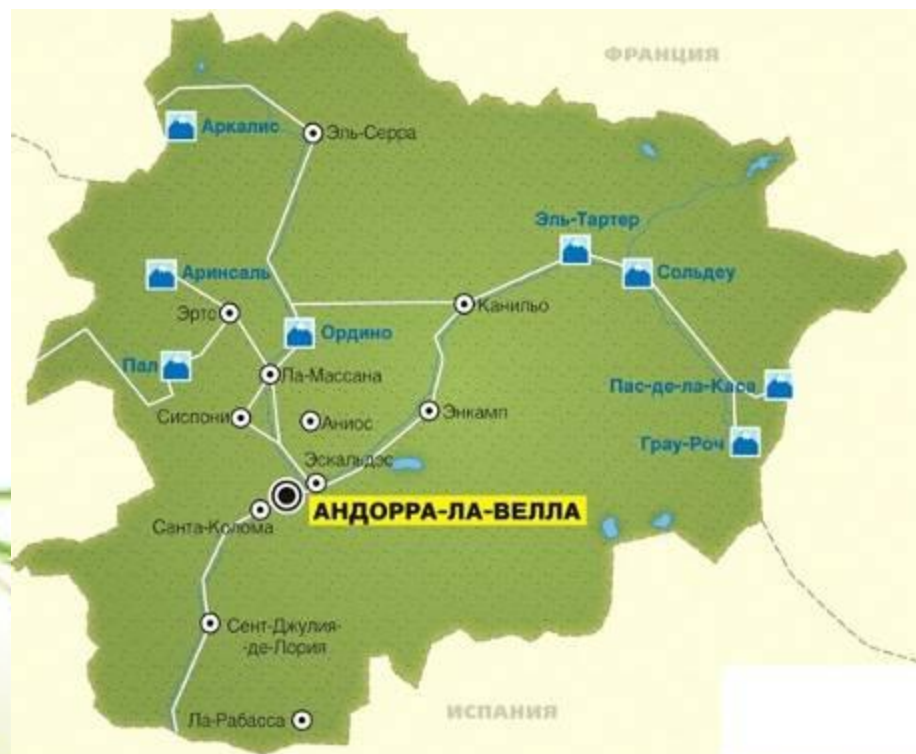 ФРАНЦИЯ
Аркалис
Эль-Серра
Эль-Тартер
Аринсаль
Сольдеу
Эртс
Канильо
Ордино
Пал
Ла-Массана
Пас-де-ла-Каса
Сиспони
Аниос
Энкамп
Грау-Роч
Эскальдэс
АНДОРРА-ЛА-ВЕЛЛА
Санта-Колома
Сент-Джулия-
-де-Лория
ИСПАНИЯ
Ла-Рабасса